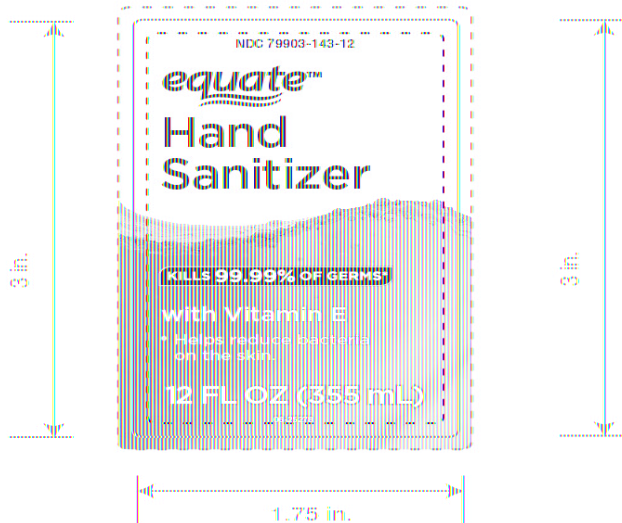 NDC 79903-143-12
equate™
Hand
Sanitizer
KILLS 99.99% OF GERMS*
with Vitamin E
• Helps reduce bacteria
on the skin.
12 FL OZ (355 mL)
3 in.
3 in.
1.75 in.